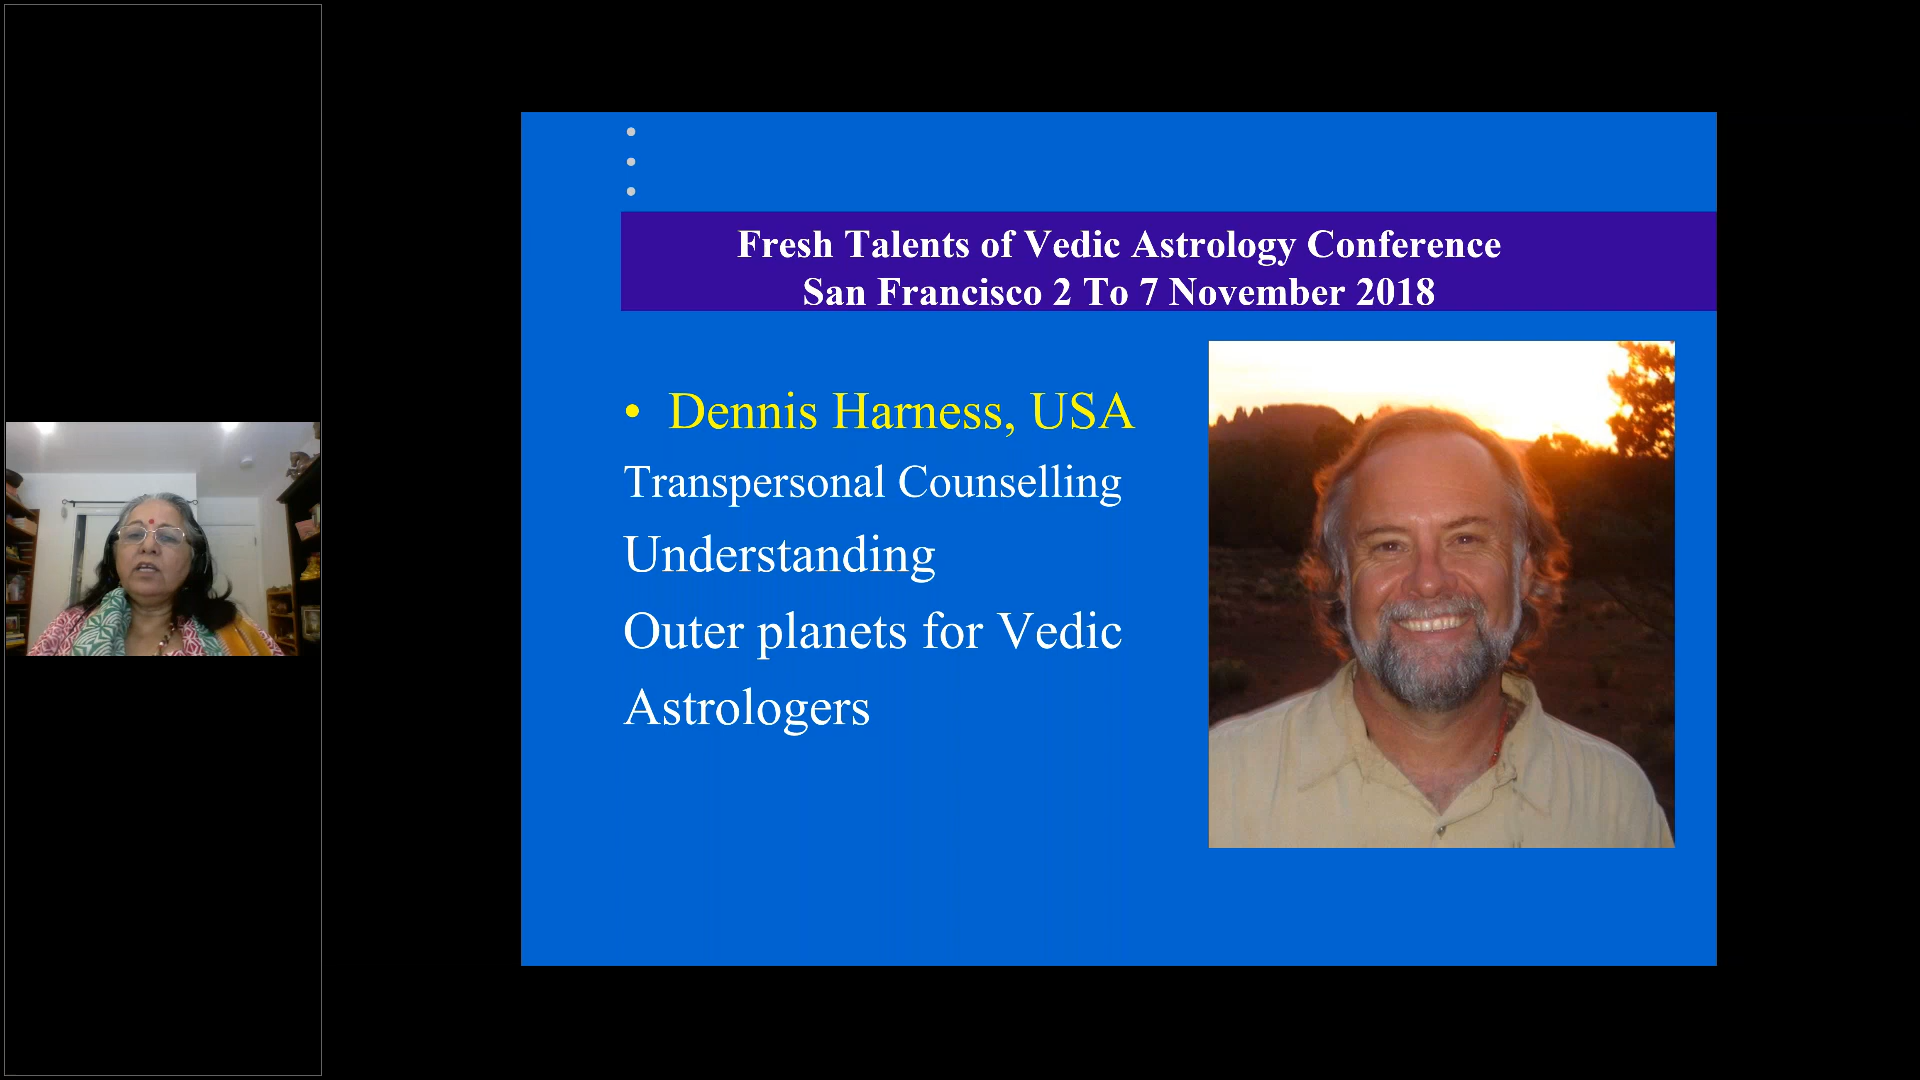 Fresh Talents of Vedic Astrology Conference
San Francisco 2 To 7 November 2018
• Dennis Harness, USA
Transpersonal Counselling
Understanding
Outer planets for Vedic
Astrologers